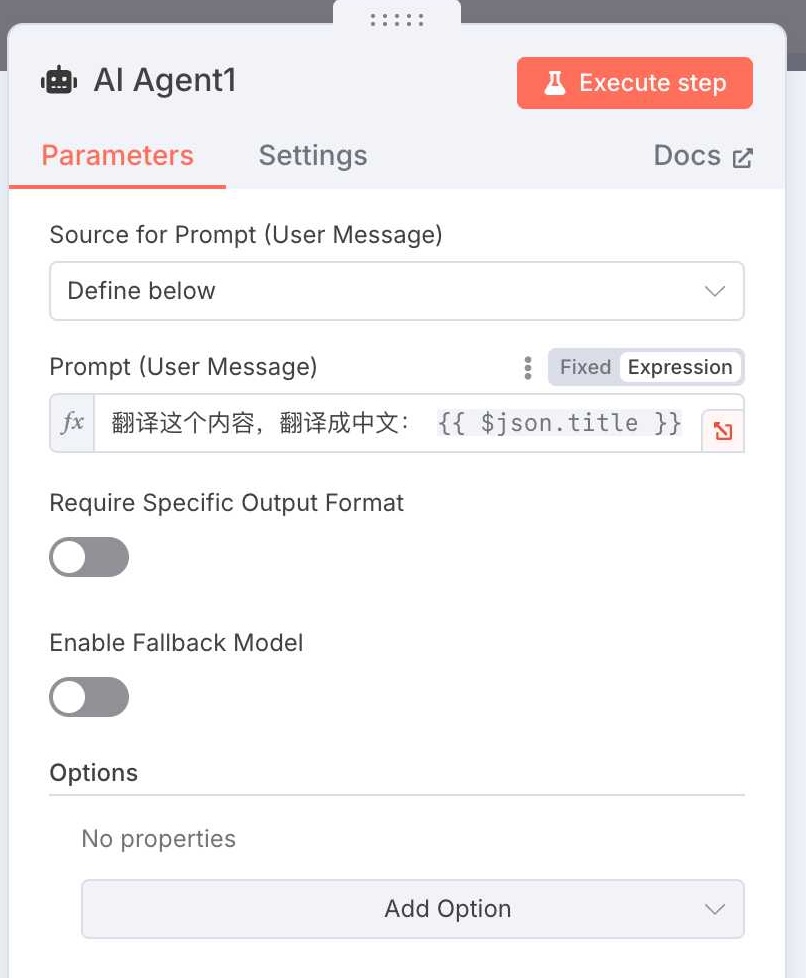 AI Agent1
Execute step
Parameters
Settings
Docs
Source for Prompt (User Message)
Define below
Prompt (User Message)
Fixed
Expression
fx
翻译这个内容，翻译成中文： {{ $json.title }}
Require Specific Output Format
Enable Fallback Model
Options
No properties
Add Option